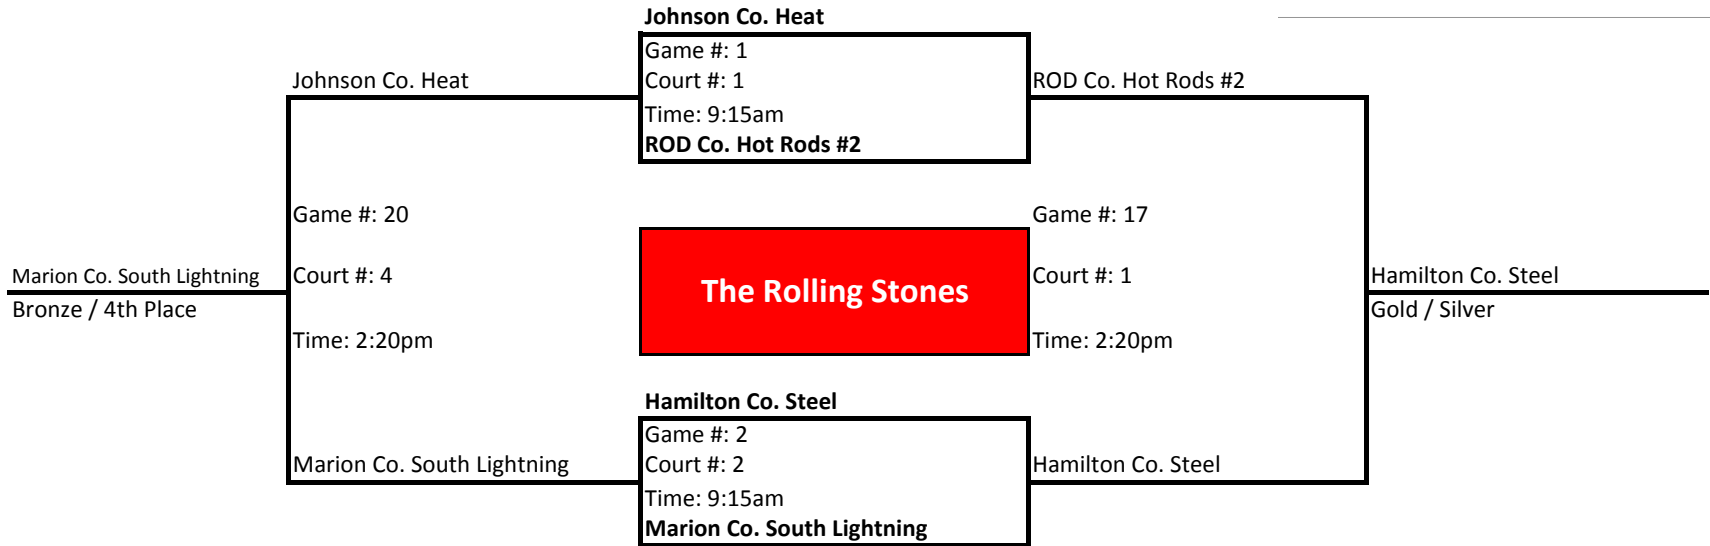 Johnson Co. Heat
Game #: 1
Johnson Co. Heat
Court #: 1
ROD Co. Hot Rods #2
Time: 9:15am
ROD Co. Hot Rods #2
Game #: 20
Game #: 17
Marion Co. South Lightning
Court #: 4
The Rolling Stones
Court #: 1
Hamilton Co. Steel
Bronze / 4th Place
Gold / Silver
Time: 2:20pm
Time: 2:20pm
Hamilton Co. Steel
Game #: 2
Marion Co. South Lightning
Court #: 2
Hamilton Co. Steel
Time: 9:15am
Marion Co. South Lightning